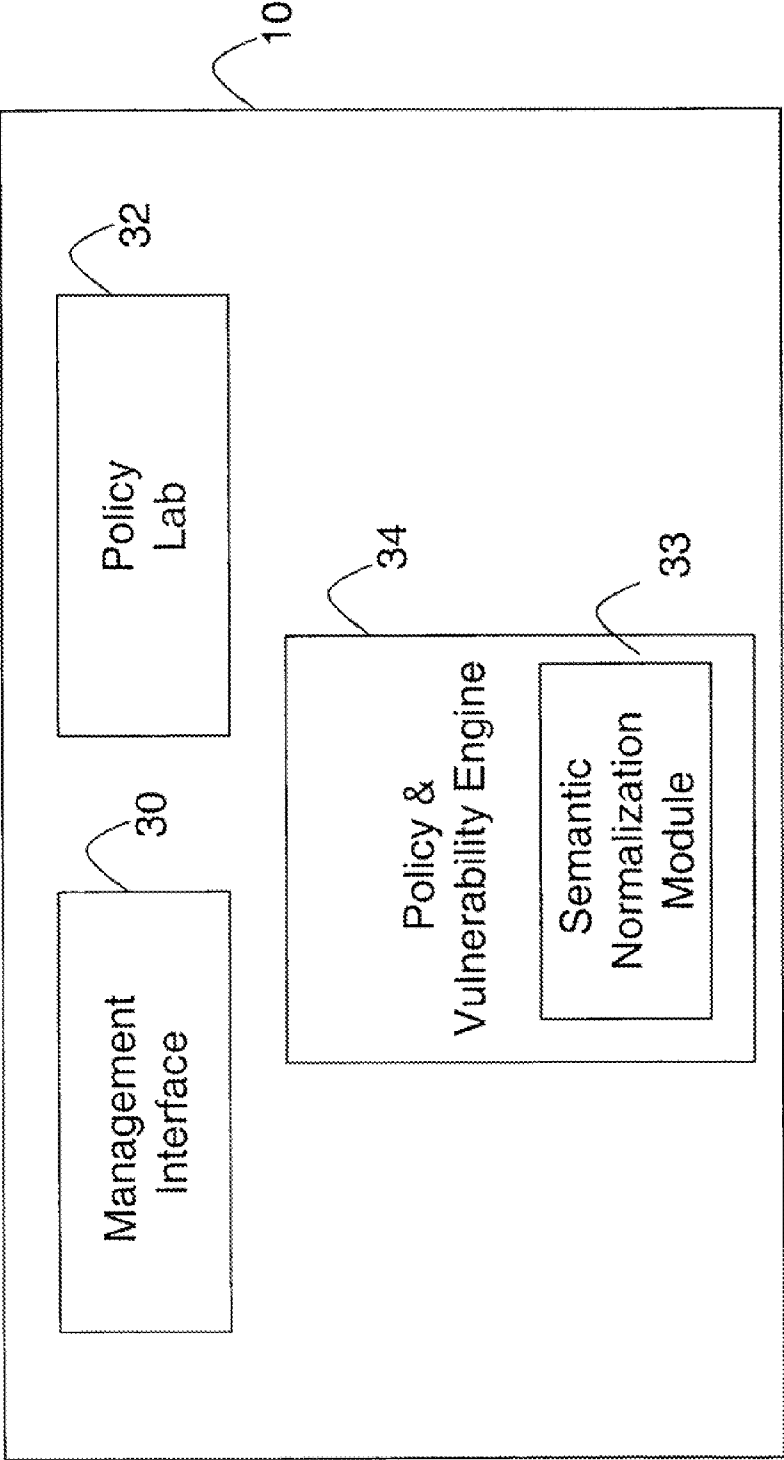 10
Management
Interface
30
Policy
Lab
32
Policy &
Vulnerability Engine
34
Semantic
Normalization
Module
33